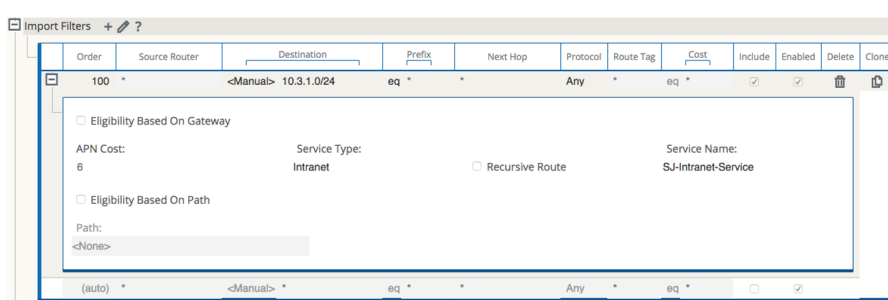 Import Filters + ?
Order Source Router Destination Prefix Next Hop Protocol Route Tag Cost Include Enabled Delete Clone
100 * <Manual> 10.3.1.0/24 eq * * Any * eq *
Eligibility Based On Gateway
APN Cost: Service Type: Service Name:
6 Intranet Recursive Route SJ-Intranet-Service
Eligibility Based On Path
Path:
<None>
(auto) * <Manual> * eq * * Any * eq *